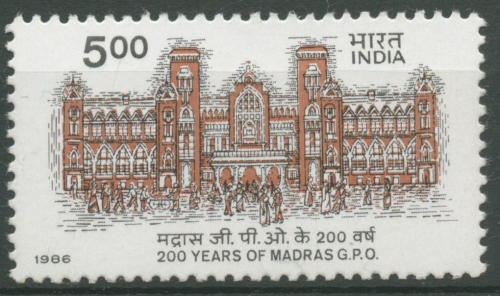 5.00
भारत
INDIA
मद्रास जी. पी. ओ. के 200 वर्ष
1986
200 YEARS OF MADRAS G.P.O.